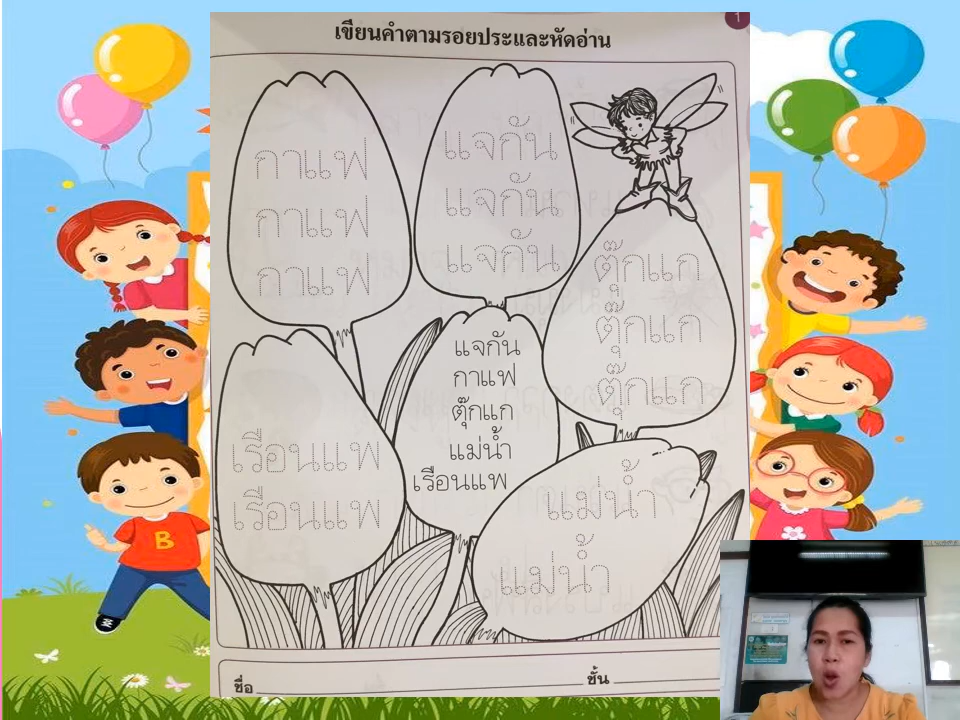 1
เขียนคำตามรอยประและหัดอ่าน
กาแฟ
กาแฟ
กาแฟ
แจกัน
แจกัน
แจกัน
ตุ๊กแก
ตุ๊กแก
ตุ๊กแก
เรือนแพ
เรือนแพ
แจกัน
กาแฟ
ตุ๊กแก
แม่น้ำ
เรือนแพ
แม่น้ำ
แม่น้ำ
ชื่อ
ชั้น
B